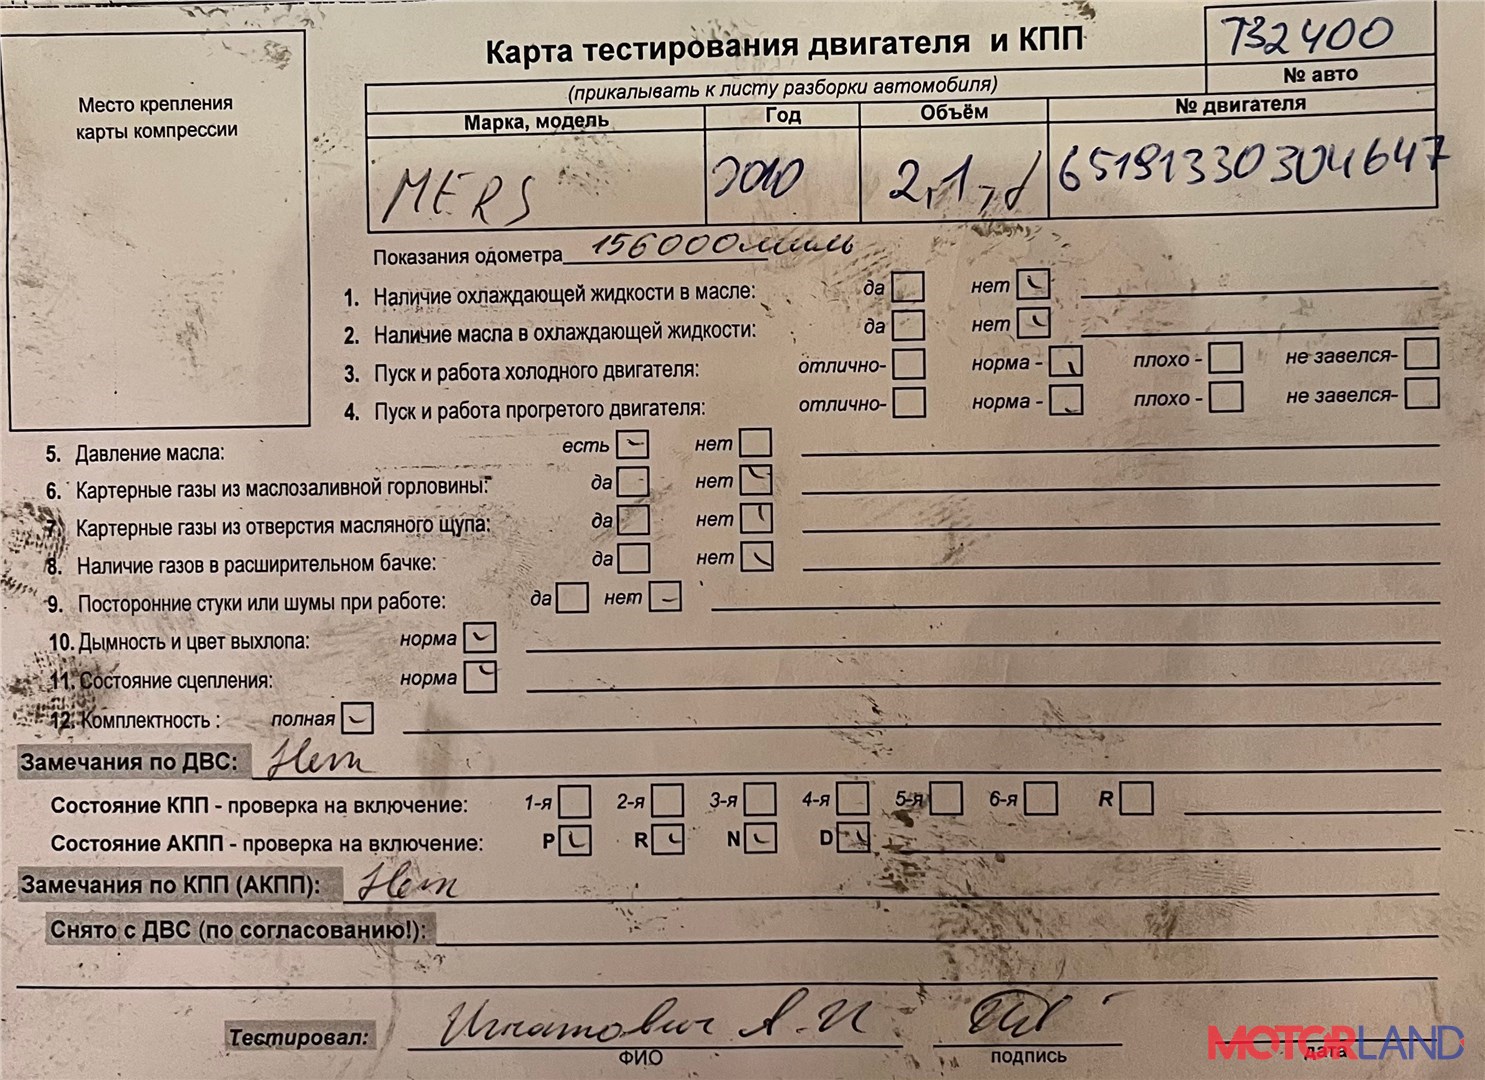 Карта тестирования двигателя и КПП
T32400
№ авто
(прикалывать к листу разборки автомобиля)
Место крепления
карты компрессии
Марка, модель Год Объём № двигателя
MERS 2010 2,1, d 65191330304647
Показания одометра 156000миль
1. Наличие охлаждающей жидкости в масле: да нет
2. Наличие масла в охлаждающей жидкости: да нет
3. Пуск и работа холодного двигателя: отлично- норма - плохо - не завелся-
4. Пуск и работа прогретого двигателя: отлично- норма - плохо - не завелся-
5. Давление масла: есть нет
6. Картерные газы из маслозаливной горловины: да нет
7. Картерные газы из отверстия масляного щупа: да нет
8. Наличие газов в расширительном бачке: да нет
9. Посторонние стуки или шумы при работе: да нет
10. Дымность и цвет выхлопа: норма
11. Состояние сцепления: норма
12. Комплектность : полная
Замечания по ДВС: Нет
Состояние КПП - проверка на включение: 1-я 2-я 3-я 4-я 5-я 6-я R
Состояние АКПП - проверка на включение: P R N D
Замечания по КПП (АКПП): Нет
Снято с ДВС (по согласованию!):
Тестировал: Игнатович А.И
ФИО подпись дата
MOTORLAND